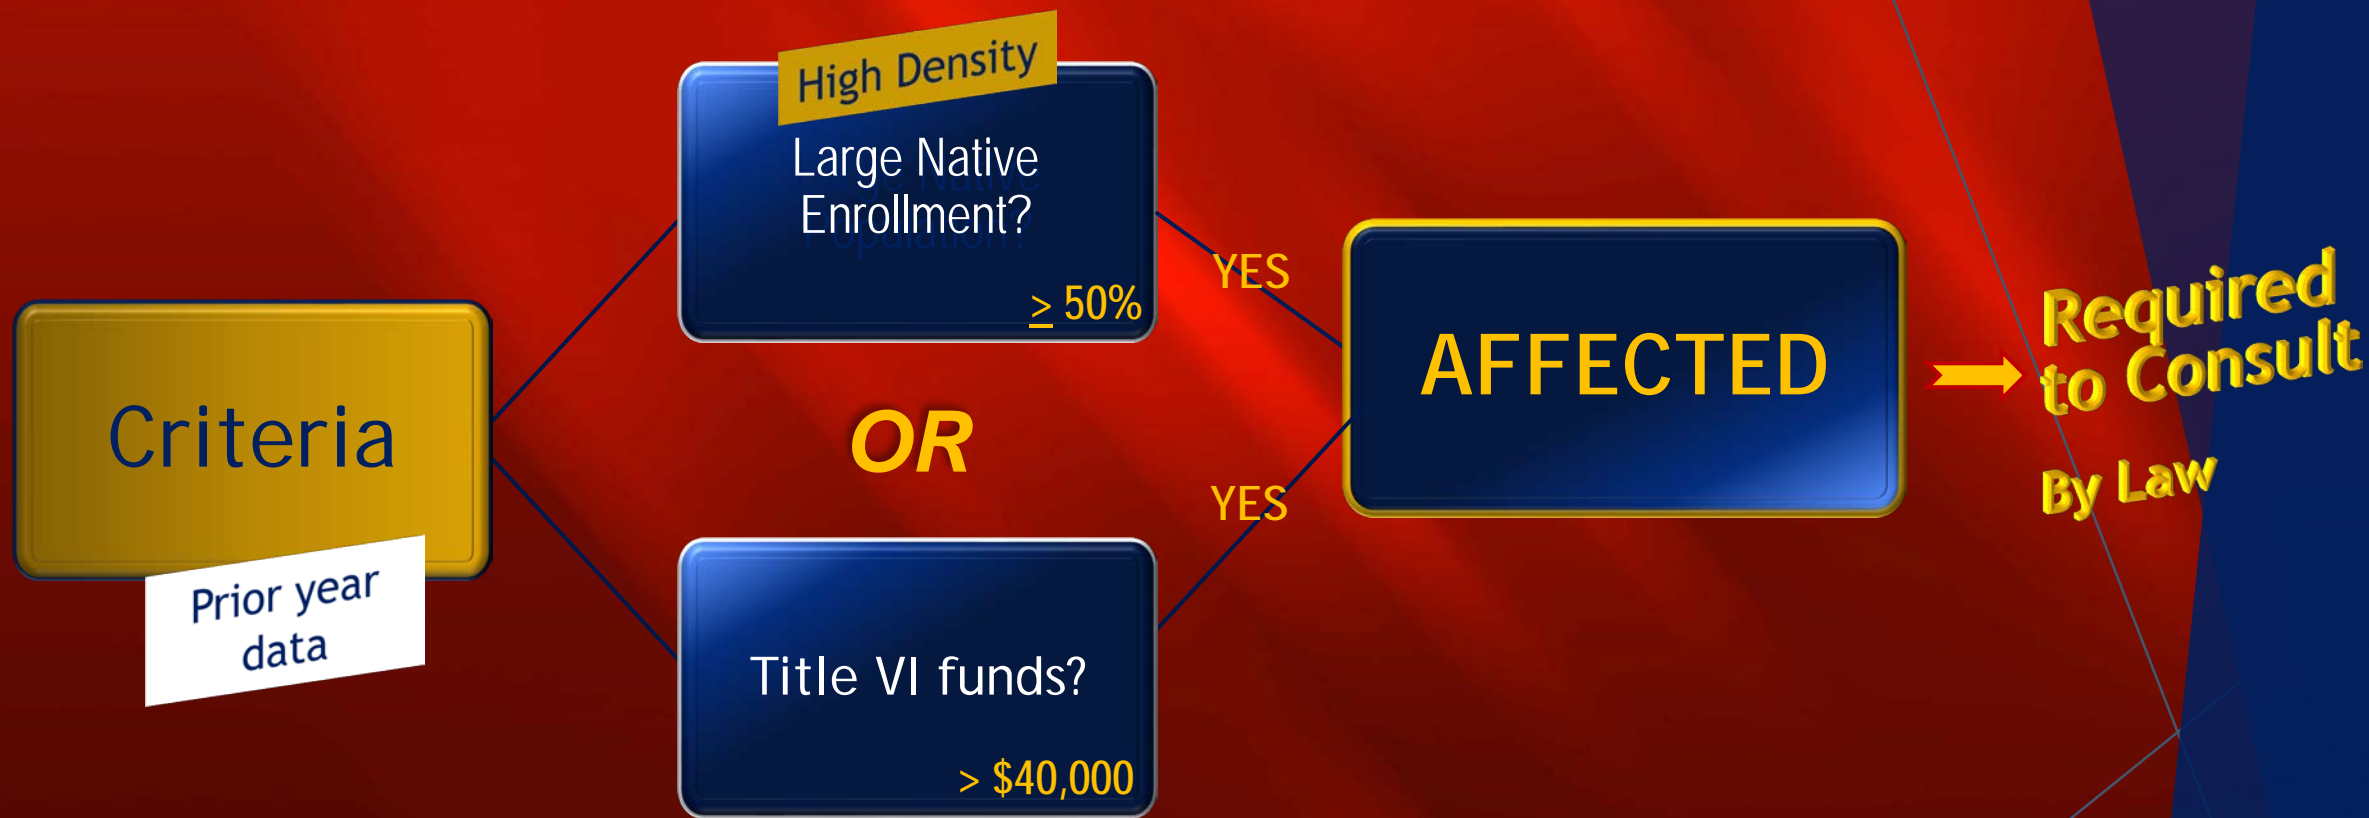 High Density
Large Native
Enrollment?
≥ 50%
YES
Criteria
Prior year
data
OR
YES
Title VI funds?
> $40,000
AFFECTED
Required
to Consult
By Law